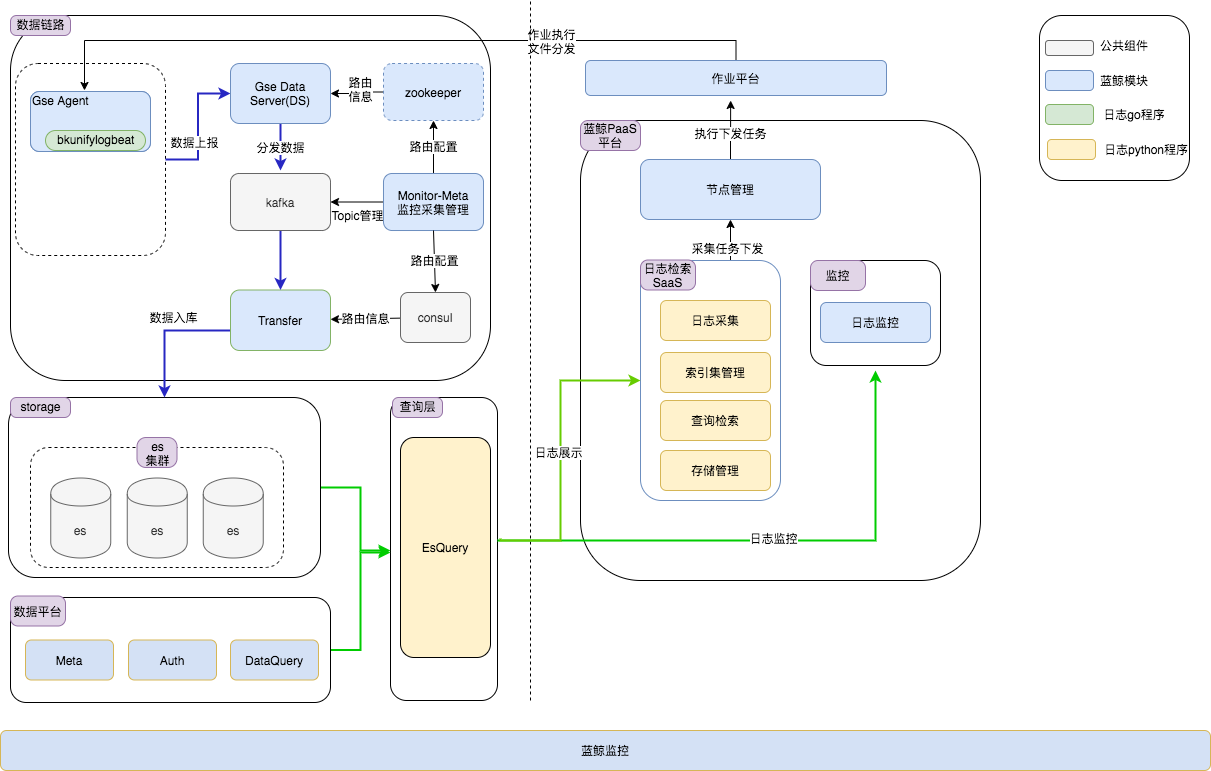 数据链路
作业执行
文件分发
公共组件
蓝鲸模块
日志go程序
日志python程序
Gse Agent
bkunifylogbeat
数据上报
Gse Data
Server(DS)
路由
信息
zookeeper
作业平台
蓝鲸PaaS
平台
执行下发任务
分发数据
路由配置
kafka
Topic管理
Monitor-Meta
监控采集管理
节点管理
路由配置
采集任务下发
日志检索
SaaS
监控
数据入库
Transfer
路由信息
consul
日志采集
日志监控
索引集管理
查询检索
存储管理
storage
es
集群
es
es
es
查询层
EsQuery
日志展示
日志监控
数据平台
Meta
Auth
DataQuery
蓝鲸监控